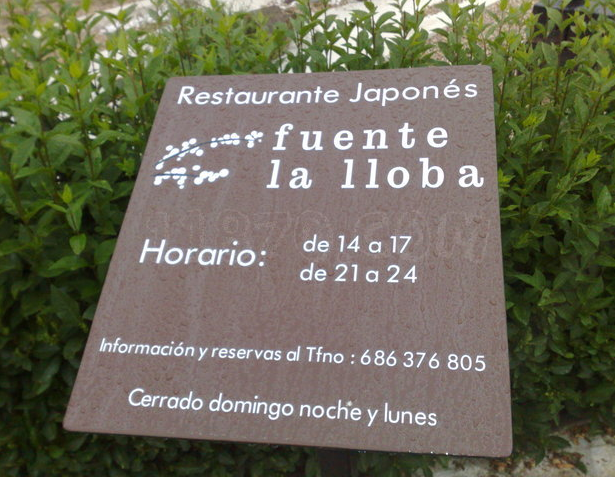 Restaurante Japonés
fuente
la lloba
Horario: de 14 a 17
de 21 a 24
Información y reservas al Tfno : 686 376 805
Cerrado domingo noche y lunes